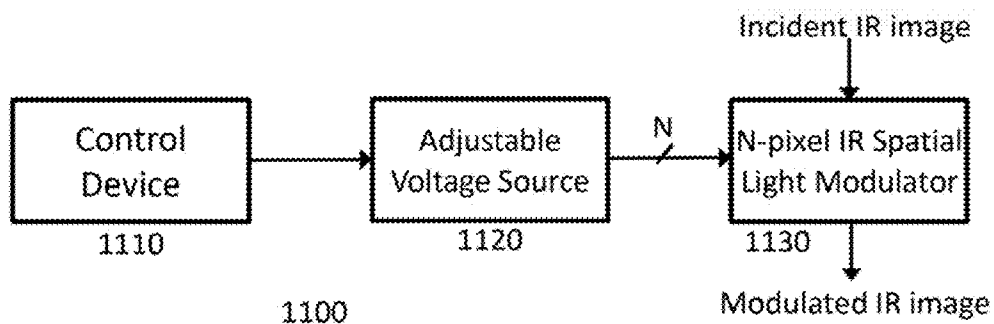 Incident IR image
Control
Device
Adjustable
Voltage Source
N
N-pixel IR Spatial
Light Modulator
1110
1120
1130
Modulated IR image
1100